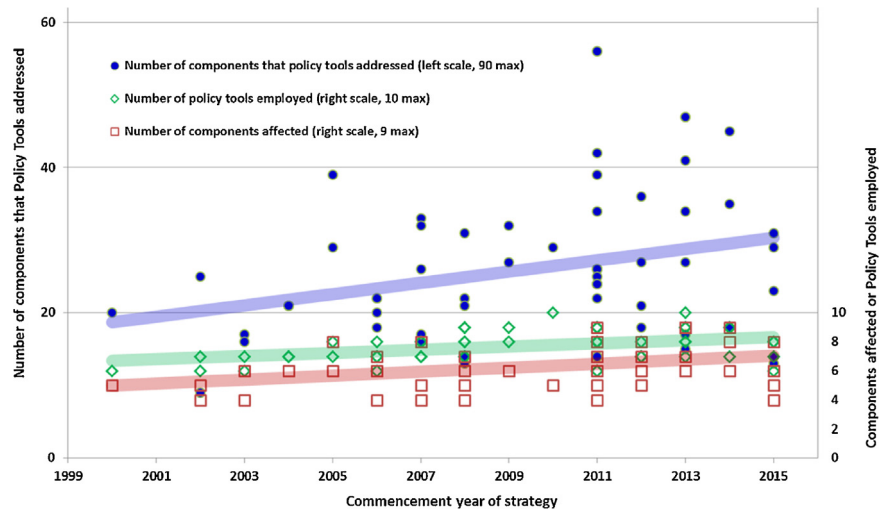 Number of components that Policy Tools addressed
60
40
20
0
Number of components that policy tools addressed (left scale, 90 max)
Number of policy tools employed (right scale, 10 max)
Number of components affected (right scale, 9 max)
10
8
6
4
2
0
Components affected or Policy Tools employed
1999 2001 2003 2005 2007 2009 2011 2013 2015
Commencement year of strategy